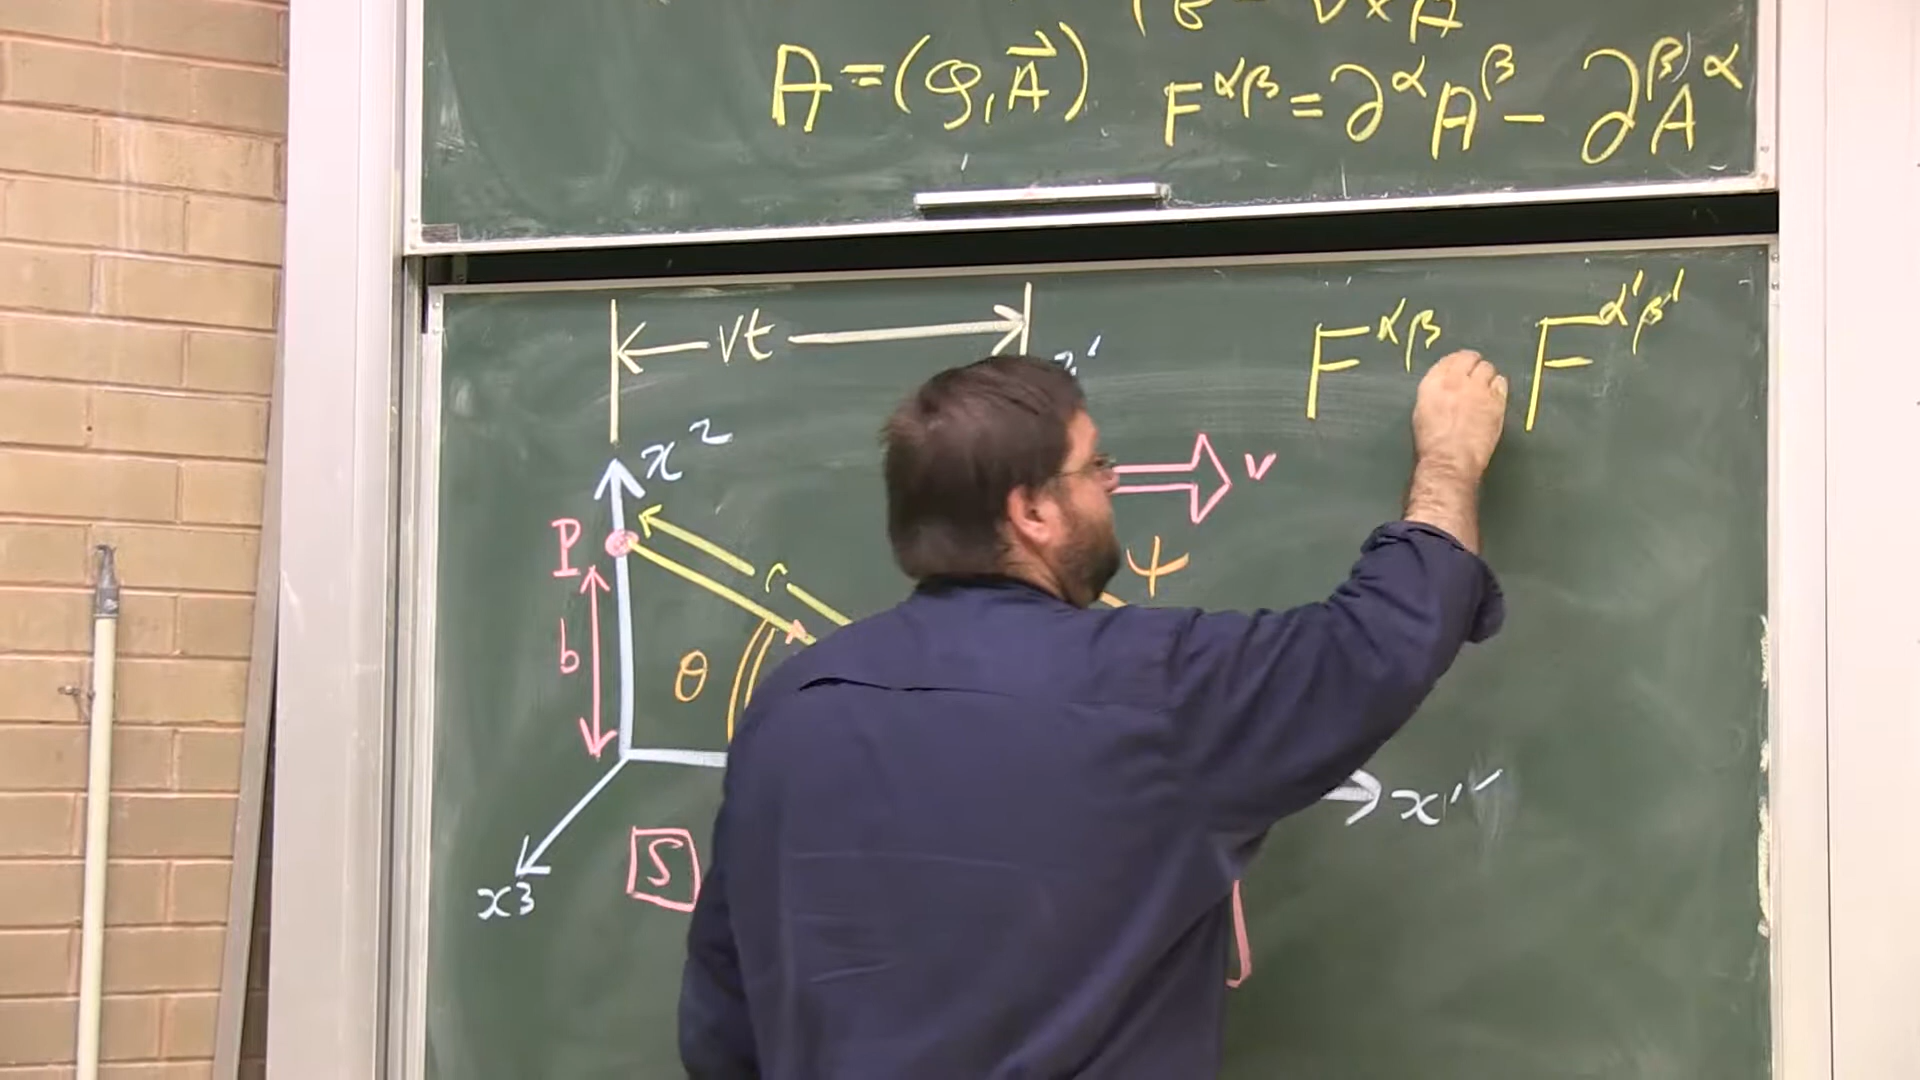 B = ∇×A
A = (φ, A⃗) F^{αβ} = ∂^α A^β - ∂^β A^α
vt
F^{αβ} F^{α'β'}
x²
v
P
r
ψ
b
θ
x¹'
S
x3